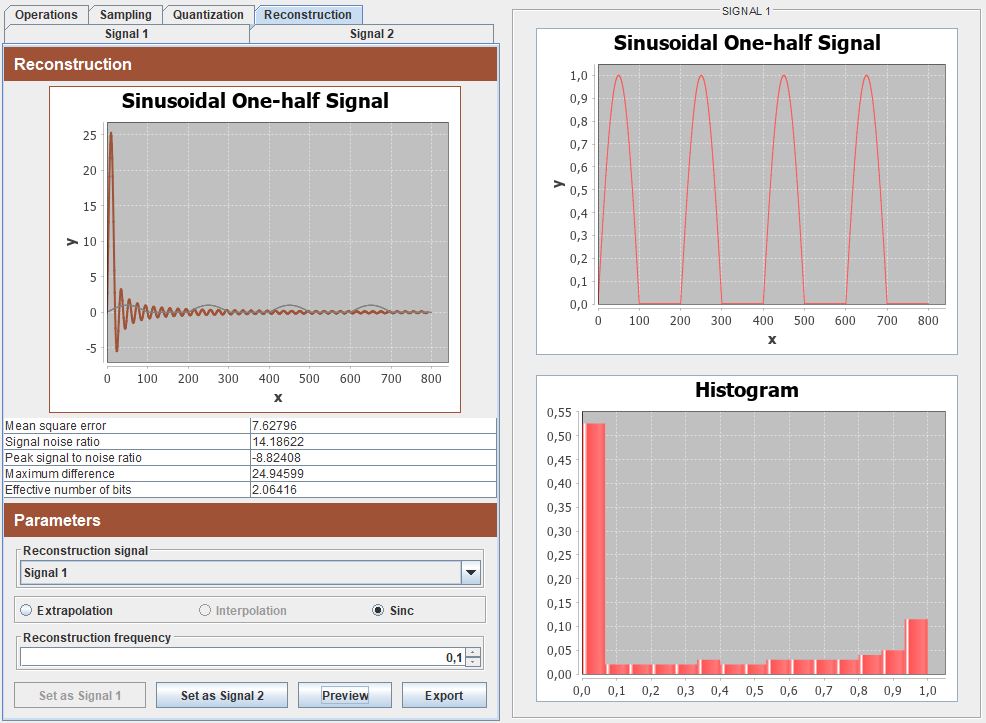 Operations Sampling Quantization Reconstruction
Signal 1 Signal 2
Reconstruction
Sinusoidal One-half Signal
25
20
15
10
5
0
-5
y
0 100 200 300 400 500 600 700 800
x
Mean square error 7.62796
Signal noise ratio 14.18622
Peak signal to noise ratio -8.82408
Maximum difference 24.94599
Effective number of bits 2.06416
Parameters
Reconstruction signal
Signal 1
Extrapolation Interpolation Sinc
Reconstruction frequency
0,1
Set as Signal 1 Set as Signal 2 Preview Export
SIGNAL 1
Sinusoidal One-half Signal
1,0
0,9
0,8
0,7
0,6
0,5
0,4
0,3
0,2
0,1
0,0
y
0 100 200 300 400 500 600 700 800
x
Histogram
0,55
0,50
0,45
0,40
0,35
0,30
0,25
0,20
0,15
0,10
0,05
0,00
0,0 0,1 0,2 0,3 0,4 0,5 0,6 0,7 0,8 0,9 1,0